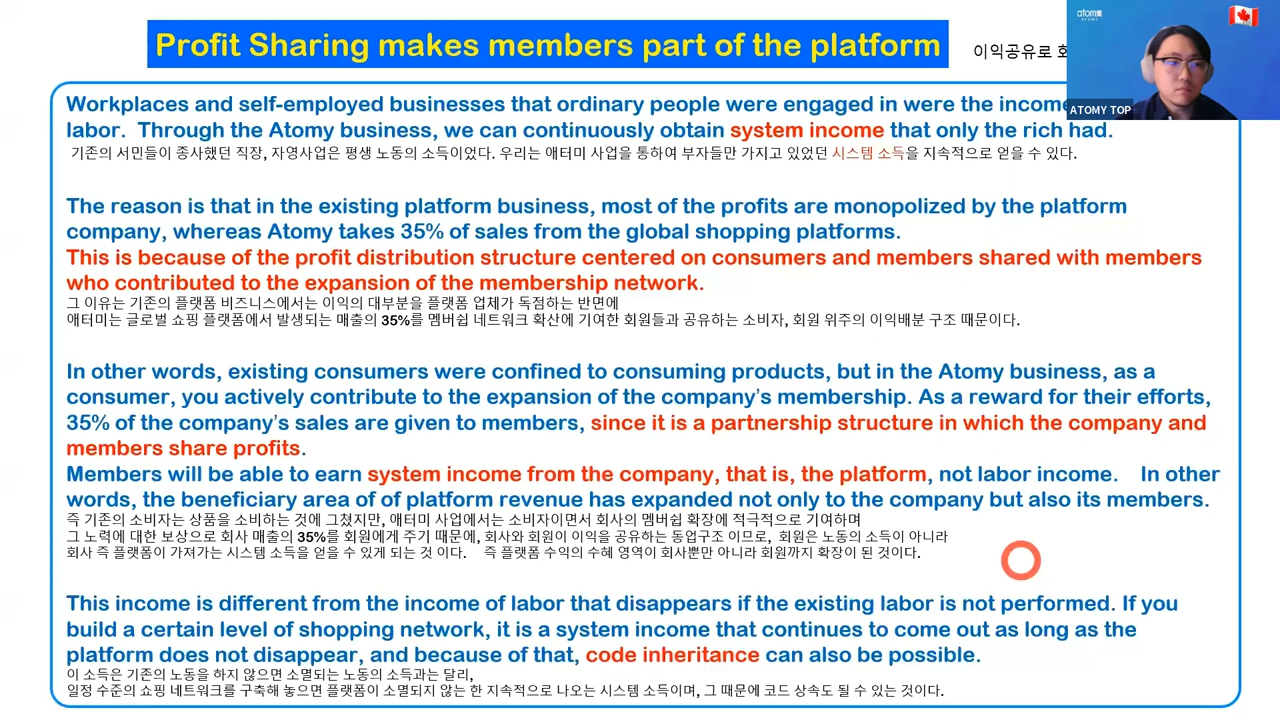 Profit Sharing makes members part of the platform
이익공유로
atom美
ATOMY
ATOMY TOP
Workplaces and self-employed businesses that ordinary people were engaged in were the income
labor. Through the Atomy business, we can continuously obtain system income that only the rich had.
기존의 서민들이 종사했던 직장, 자영사업은 평생 노동의 소득이었다. 우리는 애터미 사업을 통하여 부자들만 가지고 있었던 시스템 소득을 지속적으로 얻을 수 있다.
The reason is that in the existing platform business, most of the profits are monopolized by the platform
company, whereas Atomy takes 35% of sales from the global shopping platforms.
This is because of the profit distribution structure centered on consumers and members shared with members
who contributed to the expansion of the membership network.
그 이유는 기존의 플랫폼 비즈니스에서는 이익의 대부분을 플랫폼 업체가 독점하는 반면에
애터미는 글로벌 쇼핑 플랫폼에서 발생되는 매출의 35%를 멤버쉽 네트워크 확산에 기여한 회원들과 공유하는 소비자, 회원 위주의 이익배분 구조 때문이다.
In other words, existing consumers were confined to consuming products, but in the Atomy business, as a
consumer, you actively contribute to the expansion of the company's membership. As a reward for their efforts,
35% of the company's sales are given to members, since it is a partnership structure in which the company and
members share profits.
Members will be able to earn system income from the company, that is, the platform, not labor income. In other
words, the beneficiary area of of platform revenue has expanded not only to the company but also its members.
즉 기존의 소비자는 상품을 소비하는 것에 그쳤지만, 애터미 사업에서는 소비자이면서 회사의 멤버쉽 확장에 적극적으로 기여하며
그 노력에 대한 보상으로 회사 매출의 35%를 회원에게 주기 때문에, 회사와 회원이 이익을 공유하는 동업구조 이므로, 회원은 노동의 소득이 아니라
회사 즉 플랫폼이 가져가는 시스템 소득을 얻을 수 있게 되는 것 이다. 즉 플랫폼 수익의 수혜 영역이 회사뿐만 아니라 회원까지 확장이 된 것이다.
This income is different from the income of labor that disappears if the existing labor is not performed. If you
build a certain level of shopping network, it is a system income that continues to come out as long as the
platform does not disappear, and because of that, code inheritance can also be possible.
이 소득은 기존의 노동을 하지 않으면 소멸되는 노동의 소득과는 달리,
일정 수준의 쇼핑 네트워크를 구축해 놓으면 플랫폼이 소멸되지 않는 한 지속적으로 나오는 시스템 소득이며, 그 때문에 코드 상속도 될 수 있는 것이다.